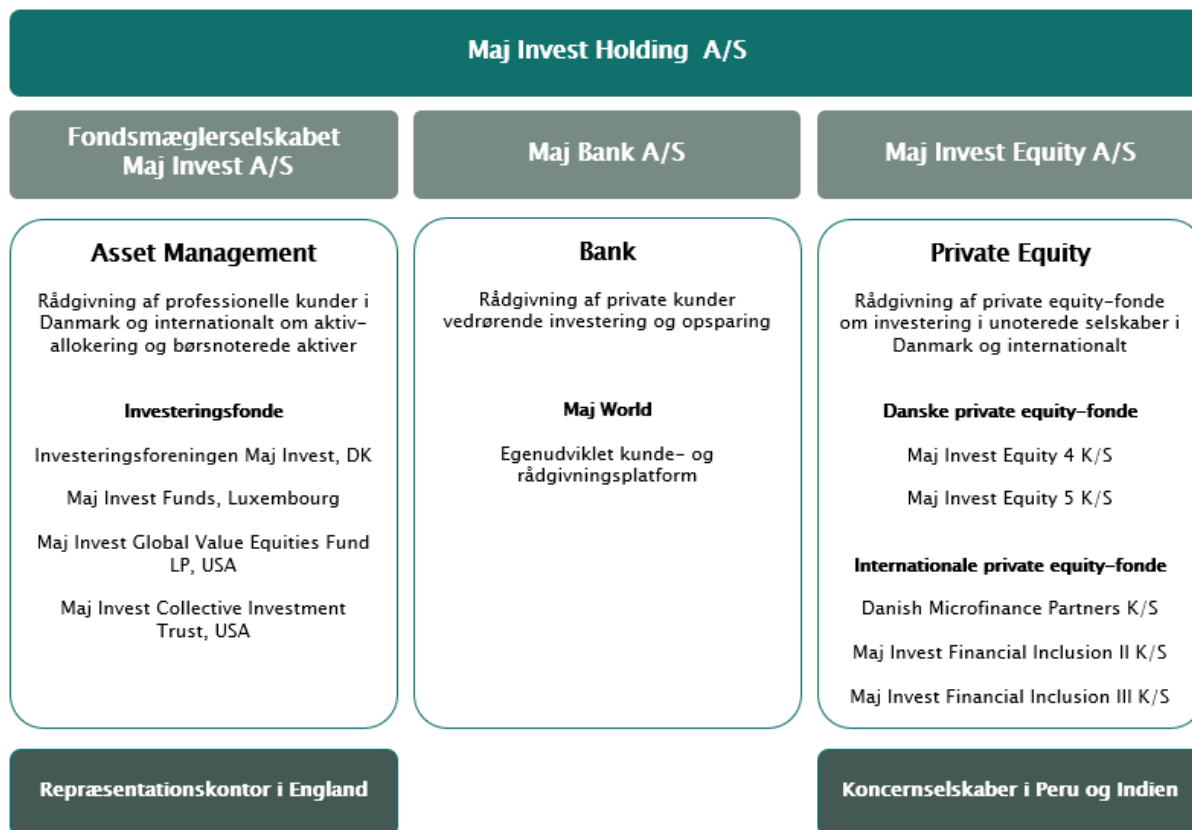 Maj Invest Holding A/S
Fondsmæglerselskabet
Maj Invest A/S
Maj Bank A/S
Maj Invest Equity A/S
Asset Management
Rådgivning af professionelle kunder i
Danmark og internationalt om aktiv-
allokering og børsnoterede aktiver
Investeringsfonde
Investeringsforeningen Maj Invest, DK
Maj Invest Funds, Luxembourg
Maj Invest Global Value Equities Fund
LP, USA
Maj Invest Collective Investment
Trust, USA
Bank
Rådgivning af private kunder
vedrørende investering og opsparing
Maj World
Egenudviklet kunde- og
rådgivningsplatform
Private Equity
Rådgivning af private equity-fonde
om investering i unoterede selskaber i
Danmark og internationalt
Danske private equity-fonde
Maj Invest Equity 4 K/S
Maj Invest Equity 5 K/S
Internationale private equity-fonde
Danish Microfinance Partners K/S
Maj Invest Financial Inclusion II K/S
Maj Invest Financial Inclusion III K/S
Repræsentationskontor i England
Koncernselskaber i Peru og Indien